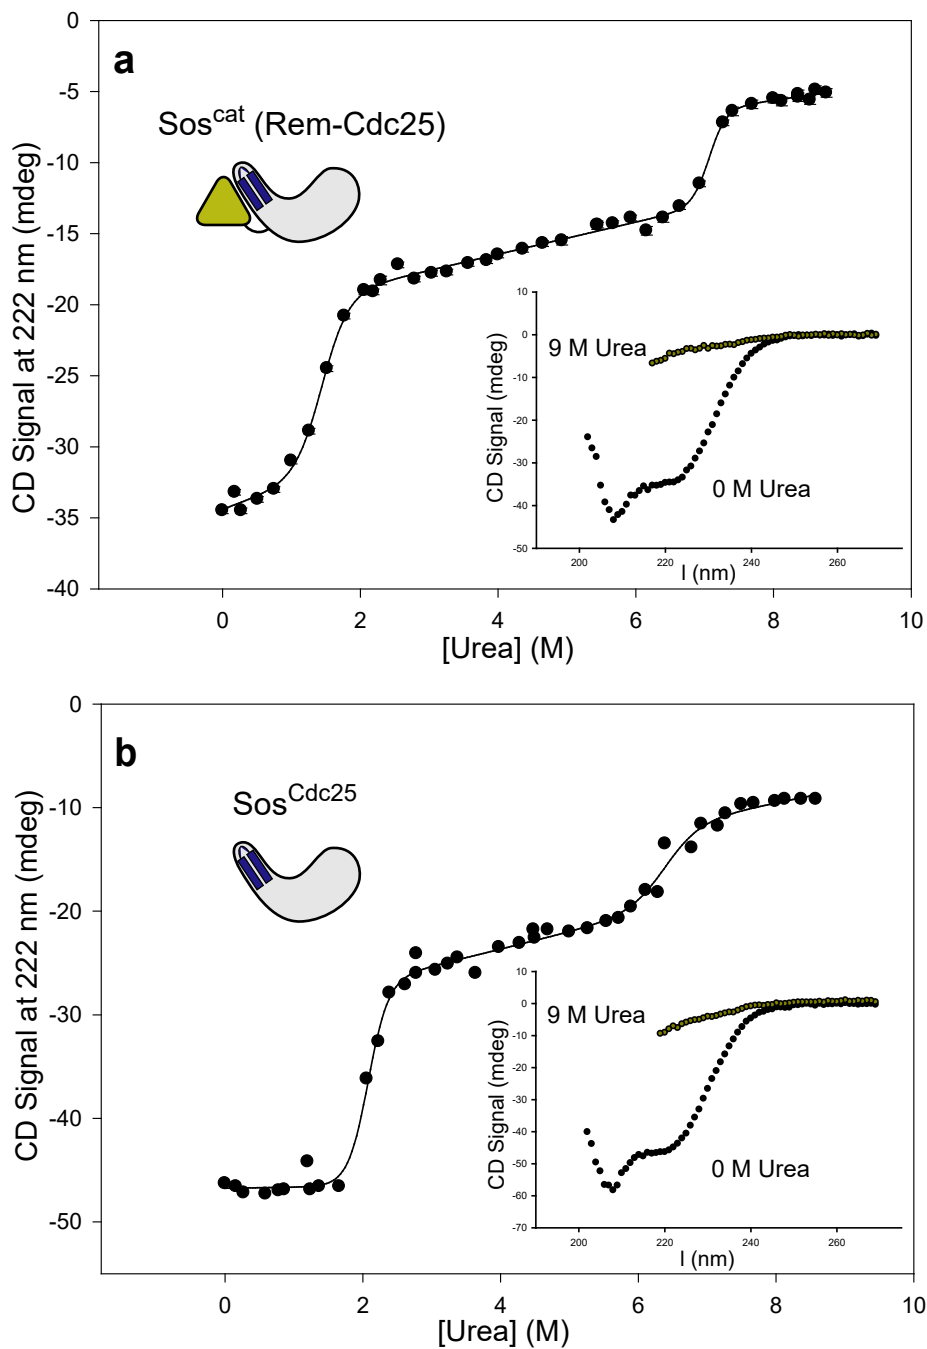 a
Sos^cat (Rem-Cdc25)
CD Signal at 222 nm (mdeg)
0
-5
-10
-15
-20
-25
-30
-35
-40
0 2 4 6 8 10
[Urea] (M)
9 M Urea
0 M Urea
CD Signal (mdeg)
10
0
-10
-20
-30
-40
-50
200 220 240 260
l (nm)
b
Sos^Cdc25
CD Signal at 222 nm (mdeg)
0
-10
-20
-30
-40
-50
0 2 4 6 8 10
[Urea] (M)
9 M Urea
0 M Urea
CD Signal (mdeg)
10
0
-10
-20
-30
-40
-50
-60
-70
200 220 240 260
l (nm)